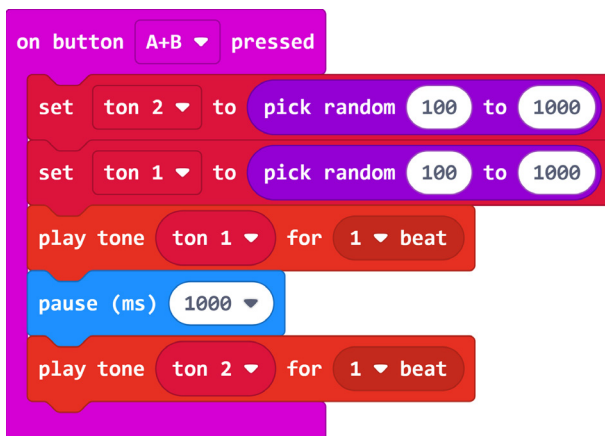 on button A+B pressed
set ton 2 to pick random 100 to 1000
set ton 1 to pick random 100 to 1000
play tone ton 1 for 1 beat
pause (ms) 1000
play tone ton 2 for 1 beat